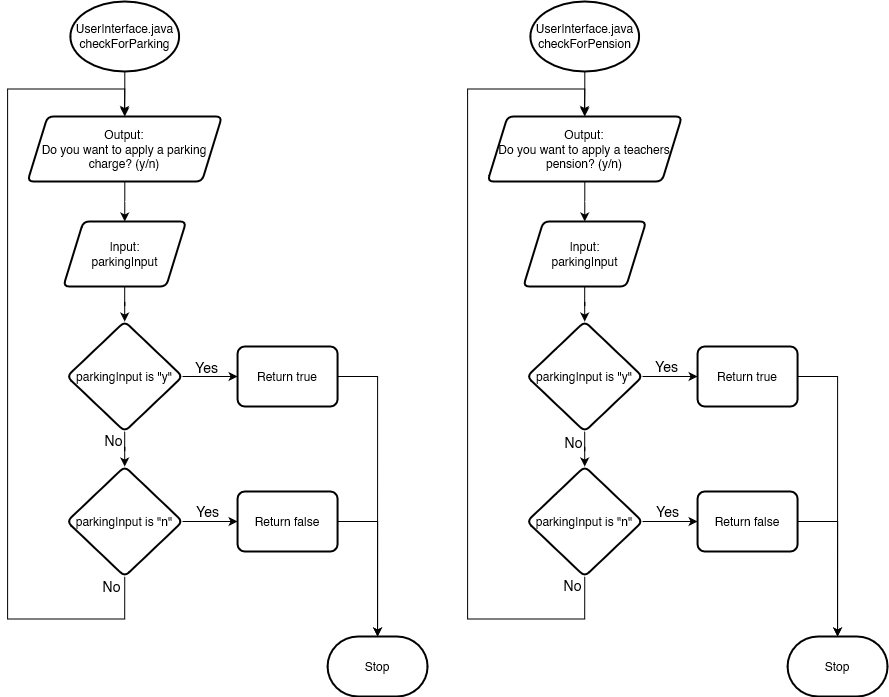 UserInterface.java
checkForParking
Output:
Do you want to apply a parking
charge? (y/n)
Input:
parkingInput
parkingInput is "y"
Yes
Return true
No
parkingInput is "n"
Yes
Return false
No
Stop
UserInterface.java
checkForPension
Output:
Do you want to apply a teachers
pension? (y/n)
Input:
parkingInput
parkingInput is "y"
Yes
Return true
No
parkingInput is "n"
Yes
Return false
No
Stop